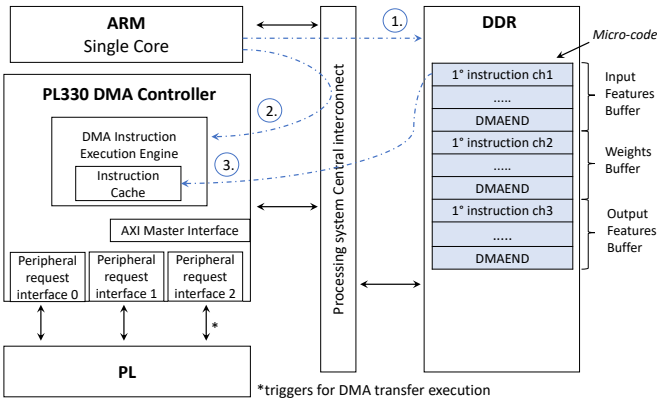 ARM
Single Core
1.
DDR
Micro-code
PL330 DMA Controller
2.
DMA Instruction
Execution Engine
3.
Instruction
Cache
AXI Master Interface
Peripheral
request
interface 0
Peripheral
request
interface 1
Peripheral
request
interface 2
*
PL
Processing system Central interconnect
1° instruction ch1
.....
DMAEND
1° instruction ch2
.....
DMAEND
1° instruction ch3
.....
DMAEND
Input
Features
Buffer
Weights
Buffer
Output
Features
Buffer
*triggers for DMA transfer execution